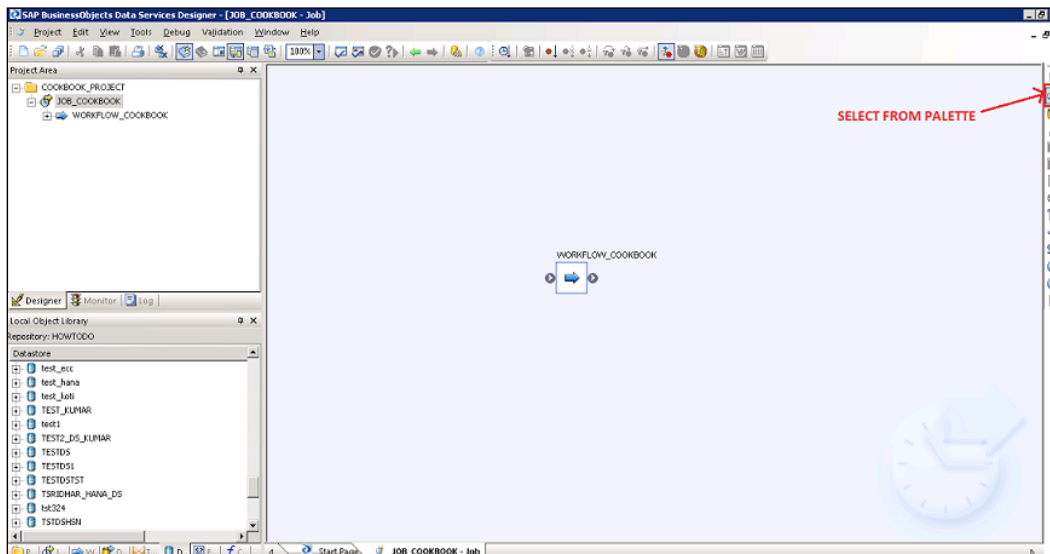 SAP BusinessObjects Data Services Designer - [JOB_COOKBOOK - Job]
Project Edit View Tools Debug Validation Window Help
100%
Project Area
COOKBOOK_PROJECT
JOB_COOKBOOK
WORKFLOW_COOKBOOK
SELECT FROM PALETTE
WORKFLOW_COOKBOOK
Designer Monitor Log
Local Object Library
Repository: HOWTODO
Datastore
test_ecc
test_hana
test_koti
TEST_KUMAR
test1
TEST2_DS_KUMAR
TESTDS
TESTDS1
TESTDSTST
TSRIDHAR_HANA_DS
tst324
TSTDSHSN
P.. J.. W.. D.. T.. D.. F.. C.. Start Page JOB_COOKBOOK - Job